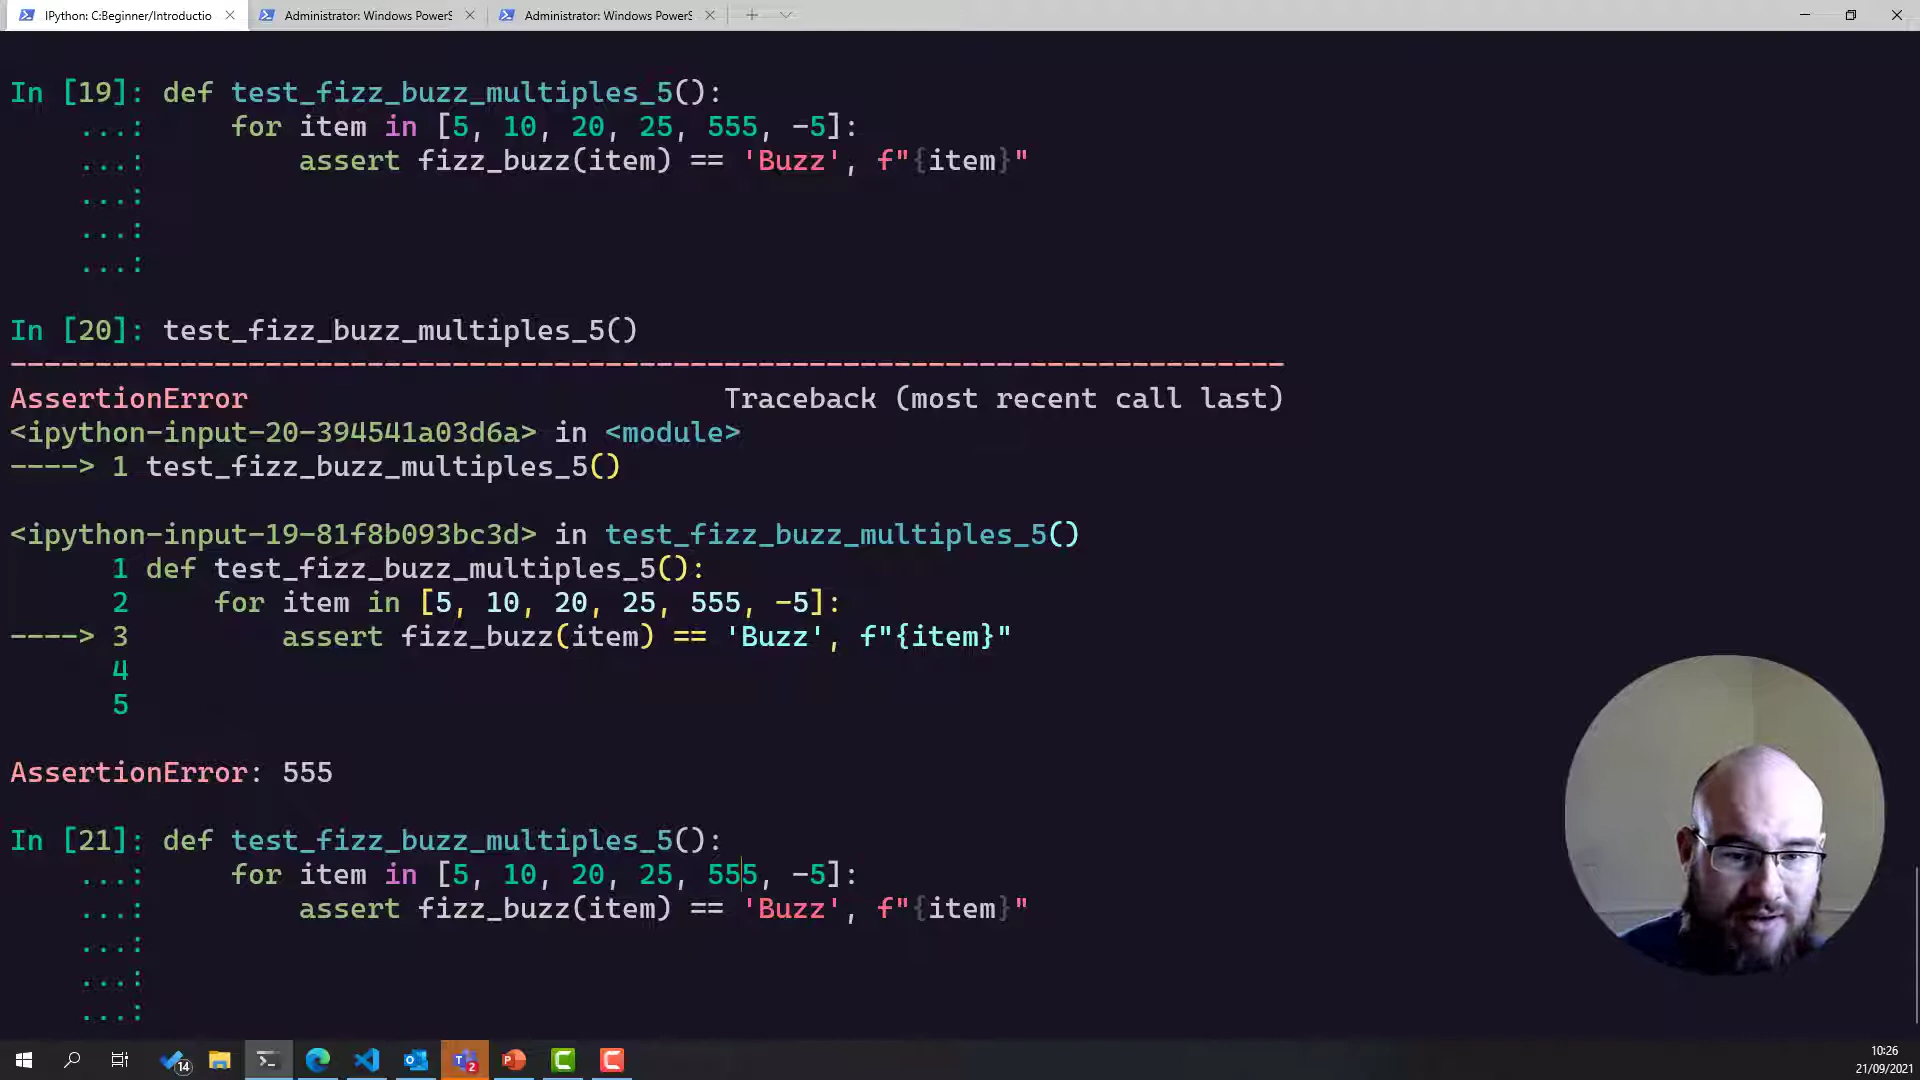 IPython: C:Beginner/Introductio
Administrator: Windows PowerS
Administrator: Windows PowerS
In [19]: def test_fizz_buzz_multiples_5():
...: for item in [5, 10, 20, 25, 555, -5]:
...: assert fizz_buzz(item) == 'Buzz', f"{item}"
...:
...:
...:
In [20]: test_fizz_buzz_multiples_5()
---------------------------------------------------------------------------
AssertionError Traceback (most recent call last)
<ipython-input-20-394541a03d6a> in <module>
----> 1 test_fizz_buzz_multiples_5()
<ipython-input-19-81f8b093bc3d> in test_fizz_buzz_multiples_5()
1 def test_fizz_buzz_multiples_5():
2 for item in [5, 10, 20, 25, 555, -5]:
----> 3 assert fizz_buzz(item) == 'Buzz', f"{item}"
4
5
AssertionError: 555
In [21]: def test_fizz_buzz_multiples_5():
...: for item in [5, 10, 20, 25, 555, -5]:
...: assert fizz_buzz(item) == 'Buzz', f"{item}"
...:
...:
...:
14
2
10:26
21/09/2021